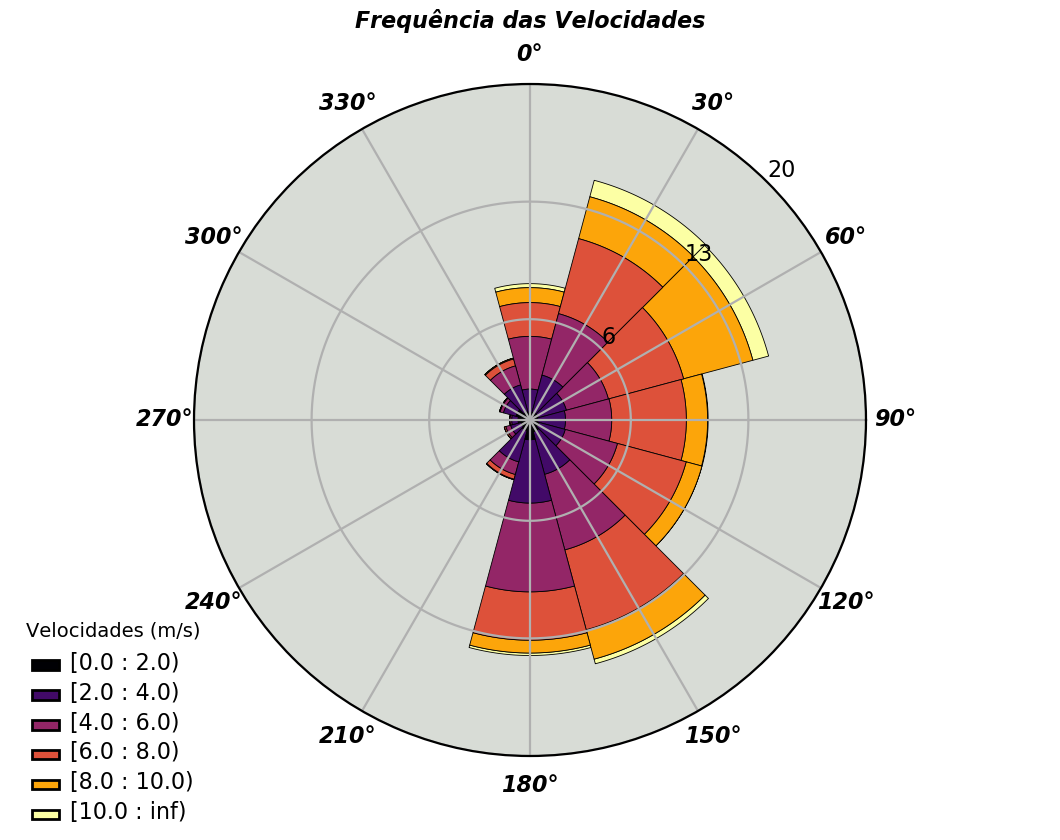 Frequência das Velocidades
0°
330°
30°
20
300°
60°
13
6
270°
90°
240°
120°
210°
150°
180°
Velocidades (m/s)
[0.0 : 2.0)
[2.0 : 4.0)
[4.0 : 6.0)
[6.0 : 8.0)
[8.0 : 10.0)
[10.0 : inf)